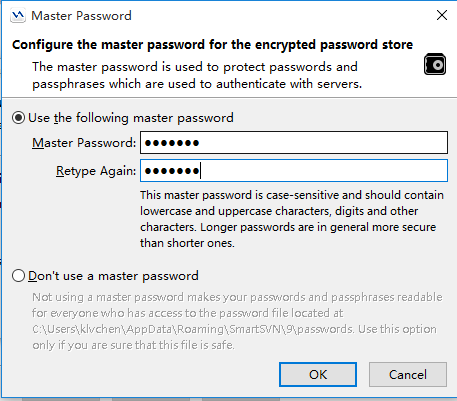 Master Password
Configure the master password for the encrypted password store
The master password is used to protect passwords and
passphrases which are used to authenticate with servers.
Use the following master password
Master Password: ●●●●●●●
Retype Again: ●●●●●●●
This master password is case-sensitive and should contain
lowercase and uppercase characters, digits and other
characters. Longer passwords are in general more secure
than shorter ones.
Don't use a master password
Not using a master password makes your passwords and passphrases readable
for everyone who has access to the password file located at
C:\Users\klvchen\AppData\Roaming\SmartSVN\9\passwords. Use this option
only if you are sure that this file is safe.
OK Cancel